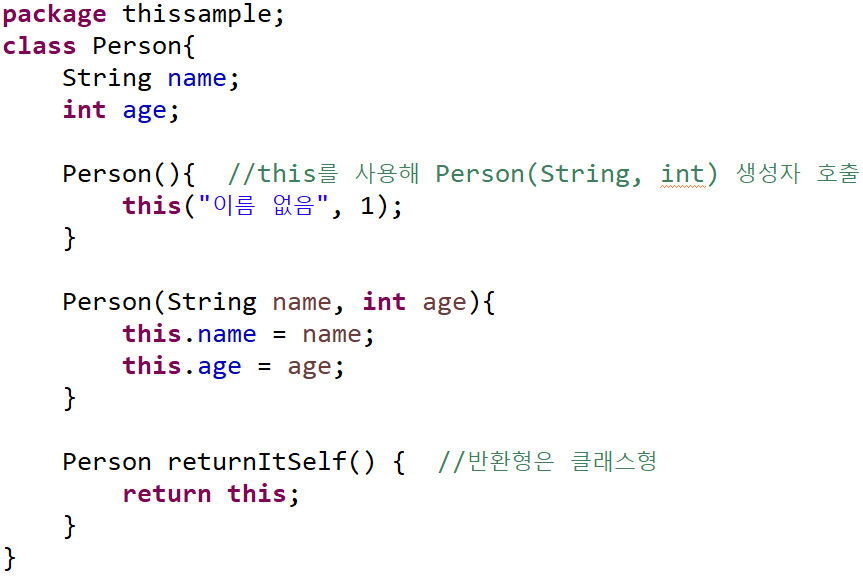 package thissample;
class Person{
    String name;
    int age;

    Person(){  //this를 사용해 Person(String, int) 생성자 호출
        this("이름 없음", 1);
    }

    Person(String name, int age){
        this.name = name;
        this.age = age;
    }

    Person returnItSelf() {  //반환형은 클래스형
        return this;
    }
}